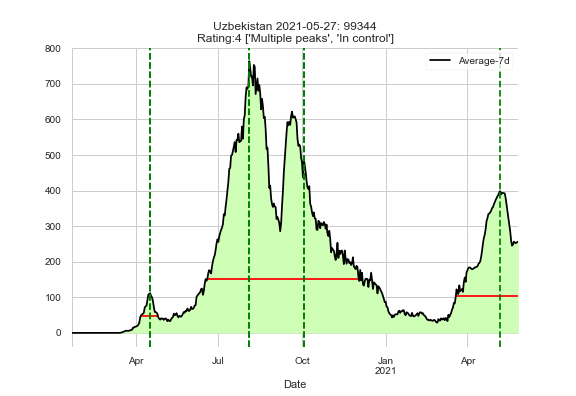 Uzbekistan 2021-05-27: 99344
Rating:4 ['Multiple peaks', 'In control']
Average-7d
800
700
600
500
400
300
200
100
0
Apr
Jul
Oct
Jan
2021
Apr
Date